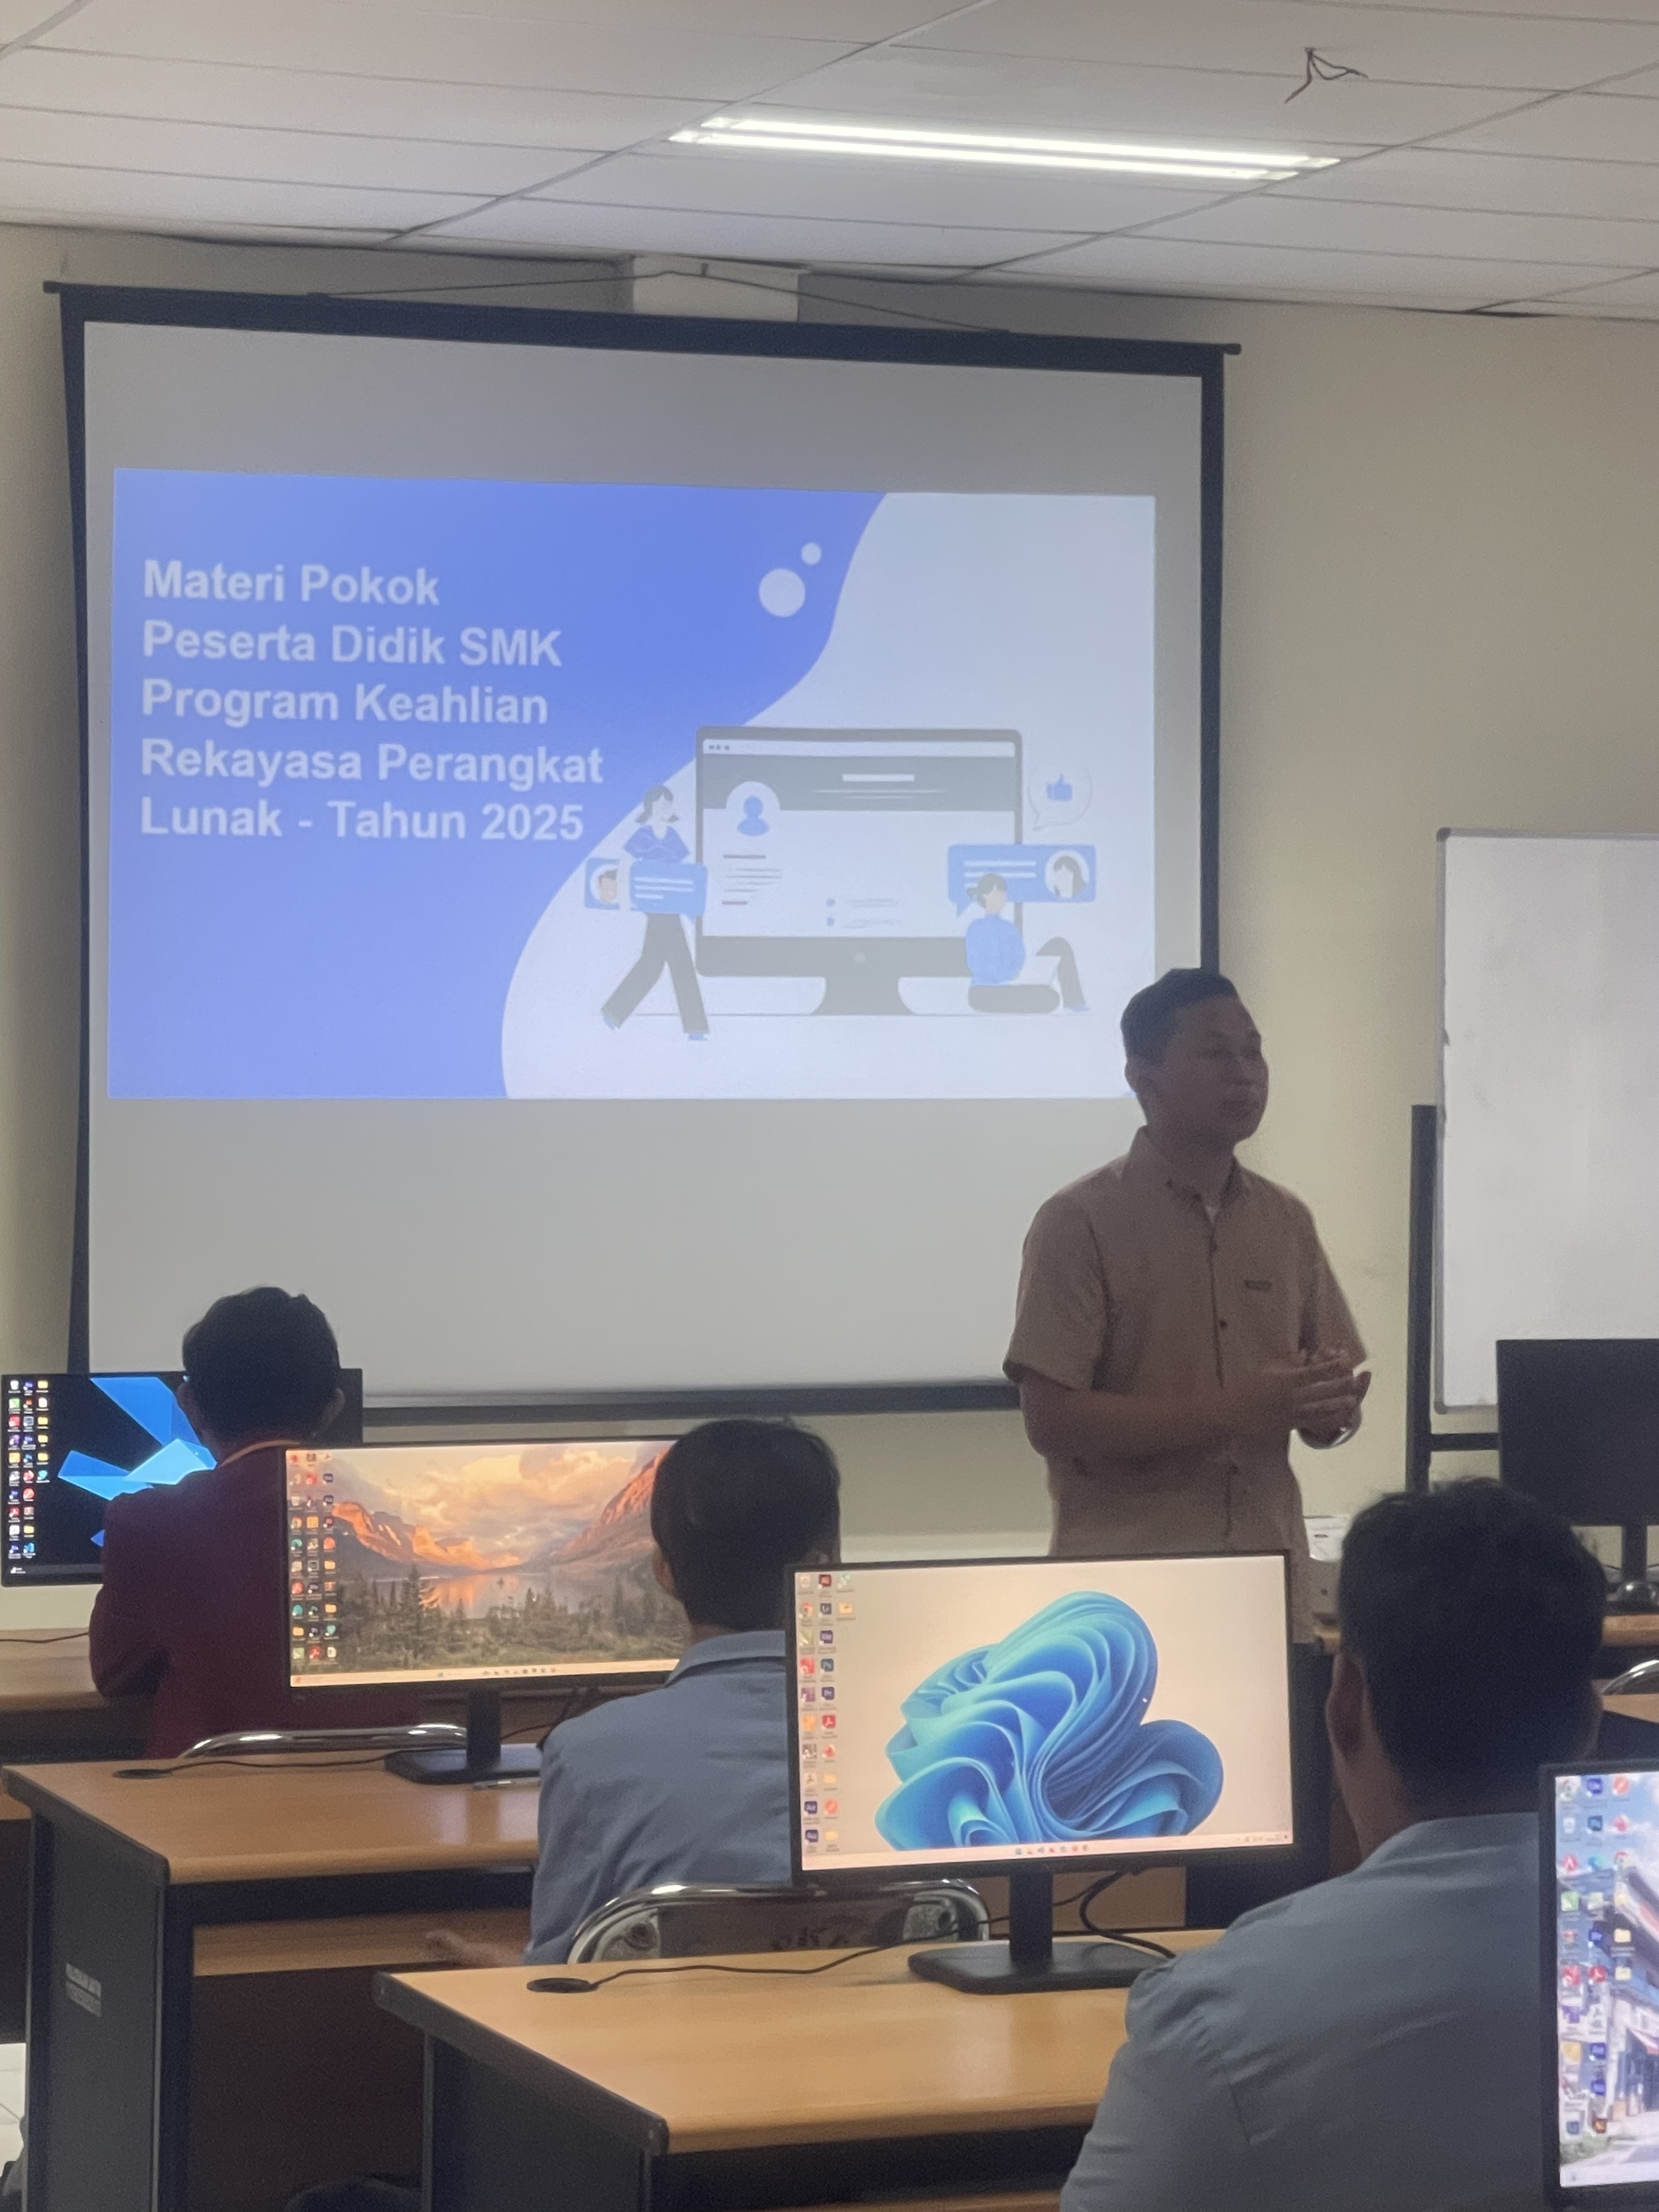 Materi Pokok
Peserta Didik SMK
Program Keahlian
Rekayasa Perangkat
Lunak - Tahun 2025